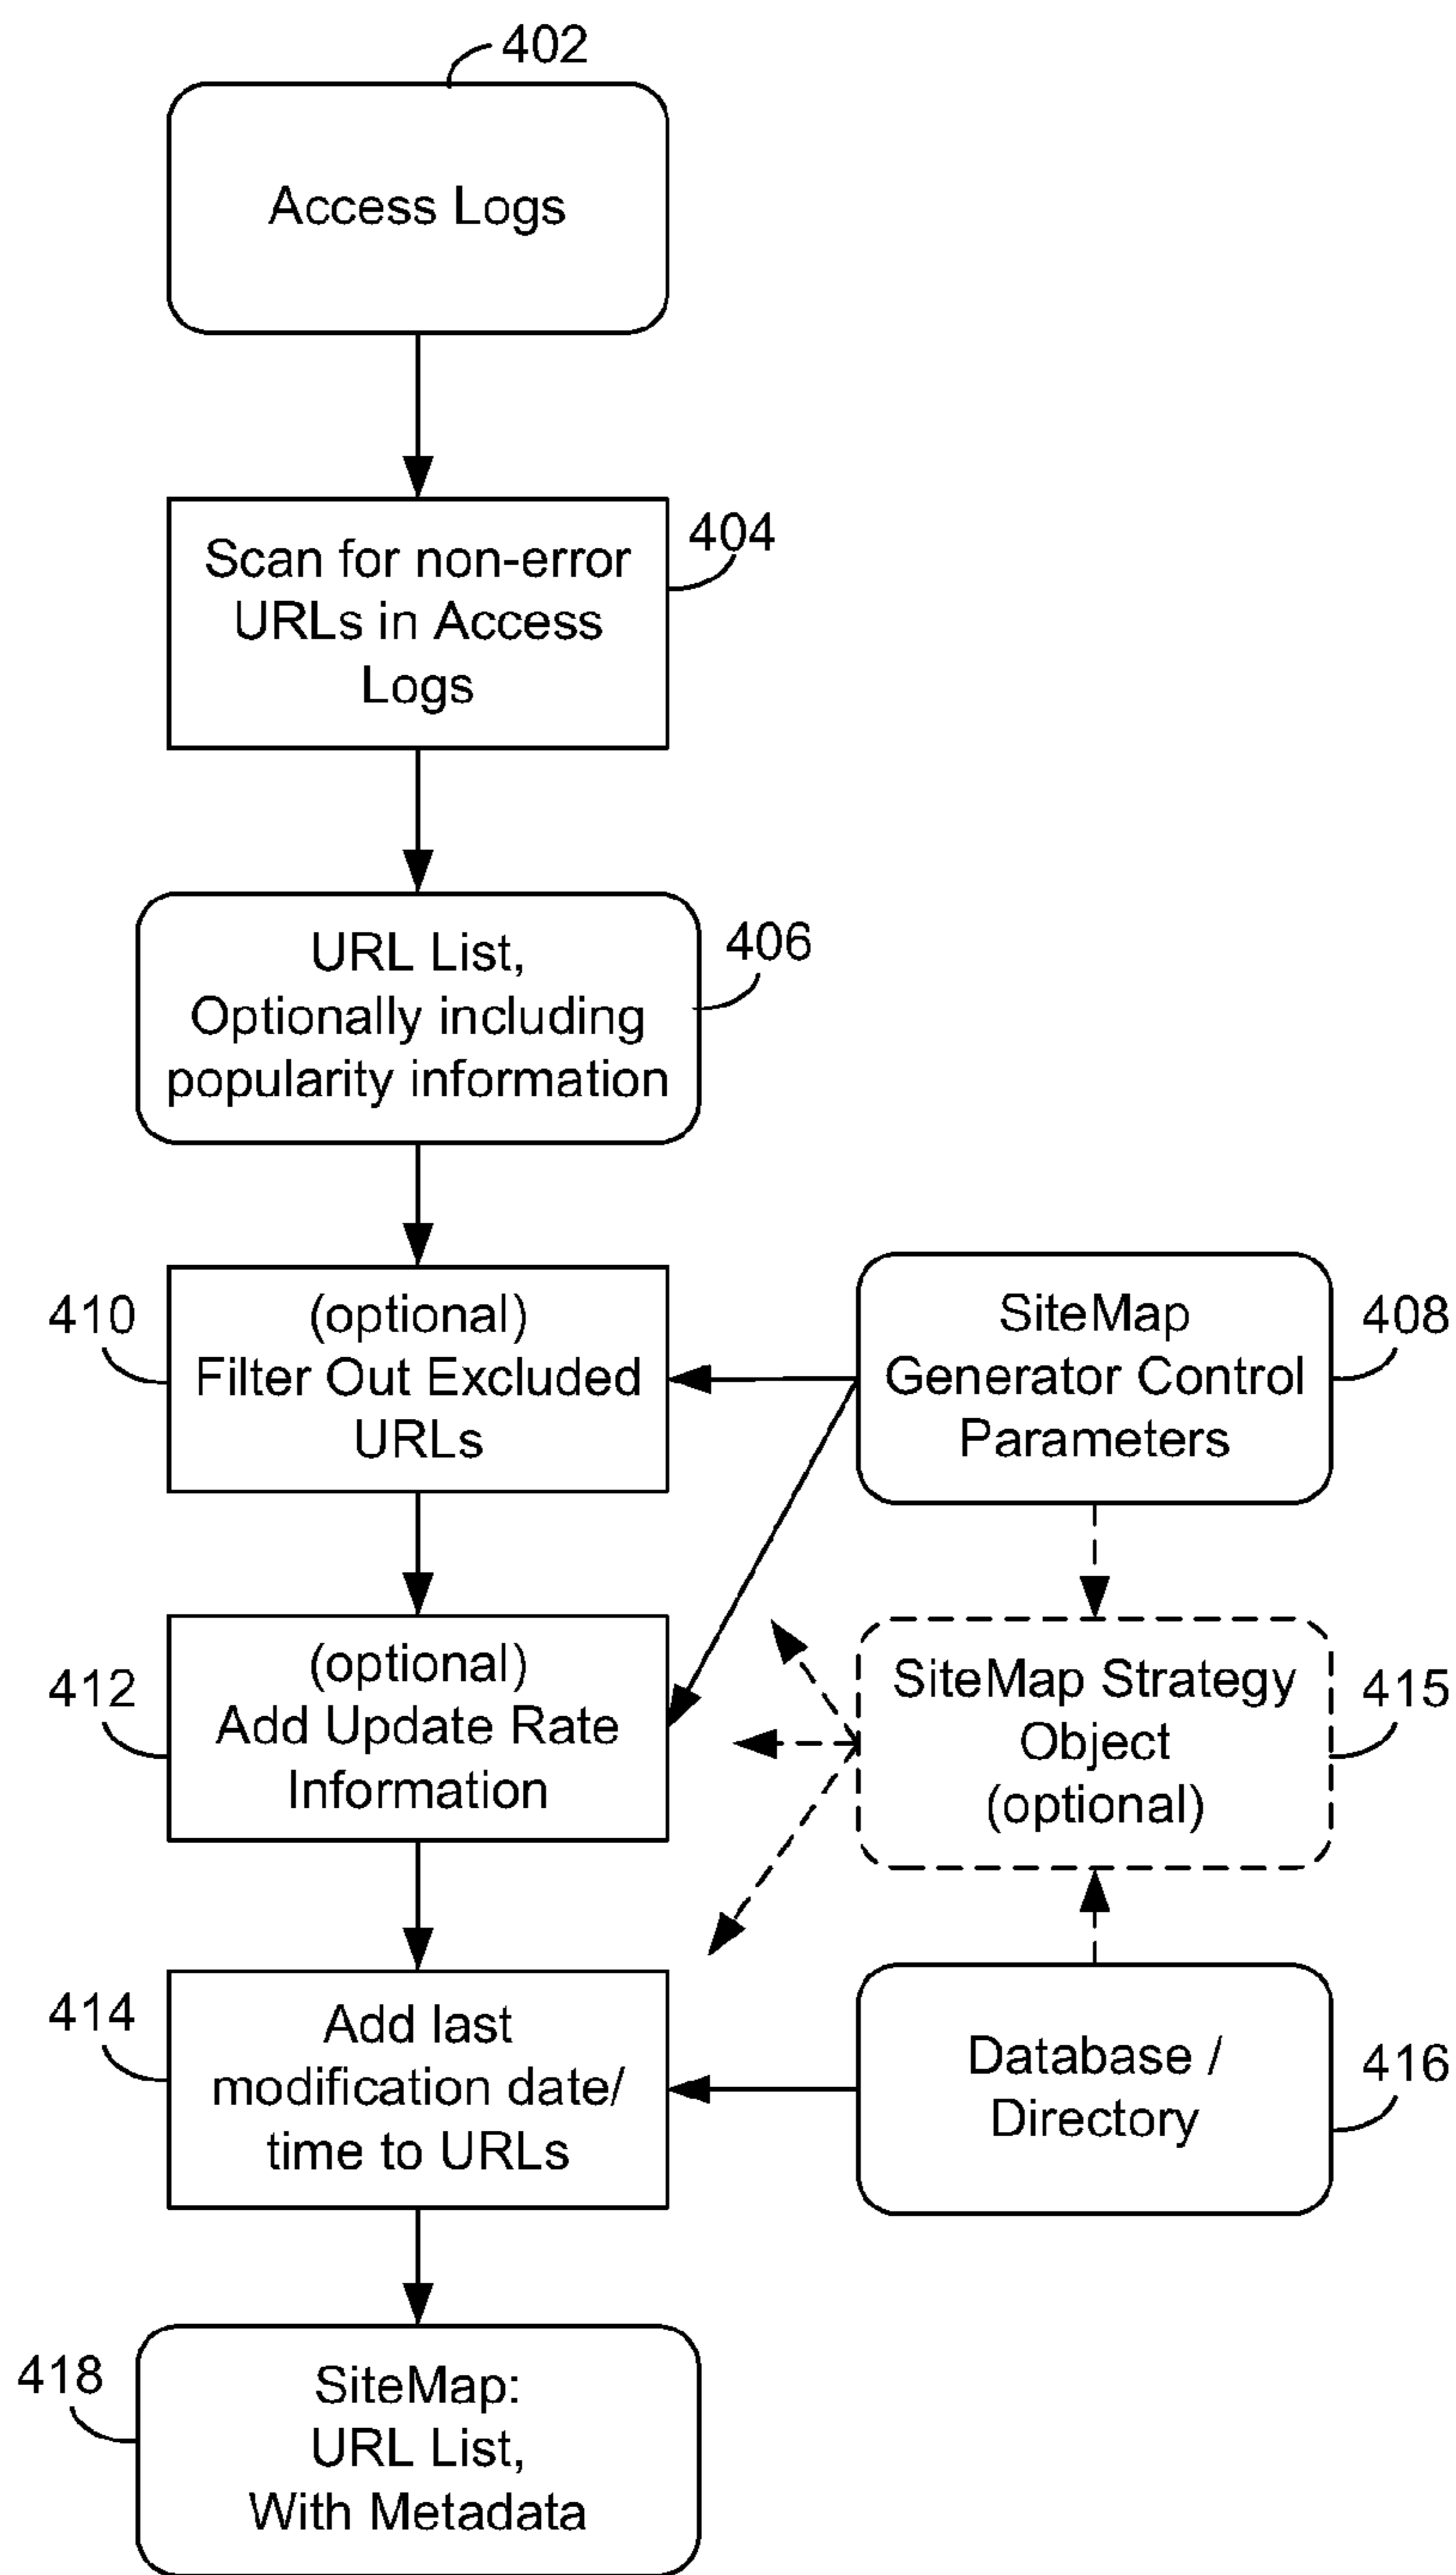 402
Access Logs
404
Scan for non-error
URLs in Access
Logs
406
URL List,
Optionally including
popularity information
410
(optional)
Filter Out Excluded
URLs
408
SiteMap
Generator Control
Parameters
412
(optional)
Add Update Rate
Information
415
SiteMap Strategy
Object
(optional)
414
Add last
modification date/
time to URLs
416
Database /
Directory
418
SiteMap:
URL List,
With Metadata